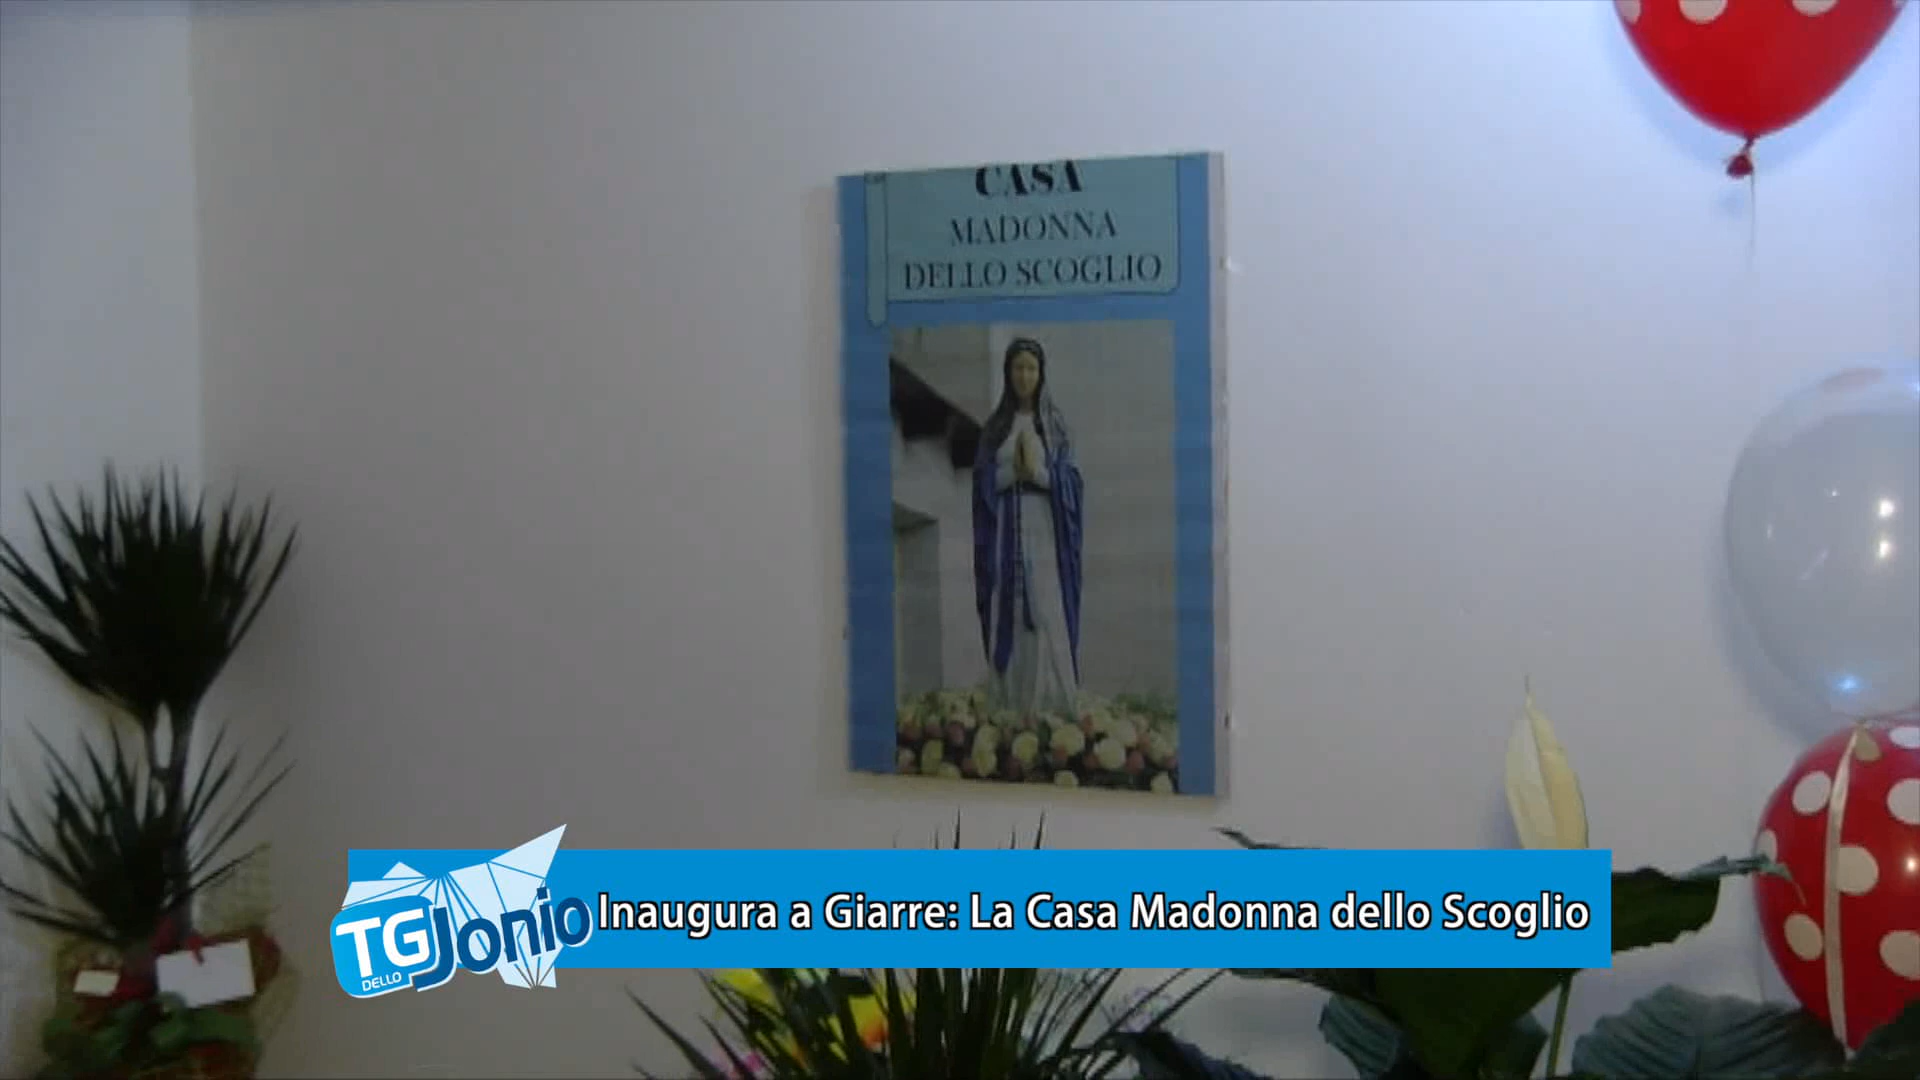 CASA
MADONNA
DELLO SCOGLIO
TG DELLO Jonio
Inaugura a Giarre: La Casa Madonna dello Scoglio